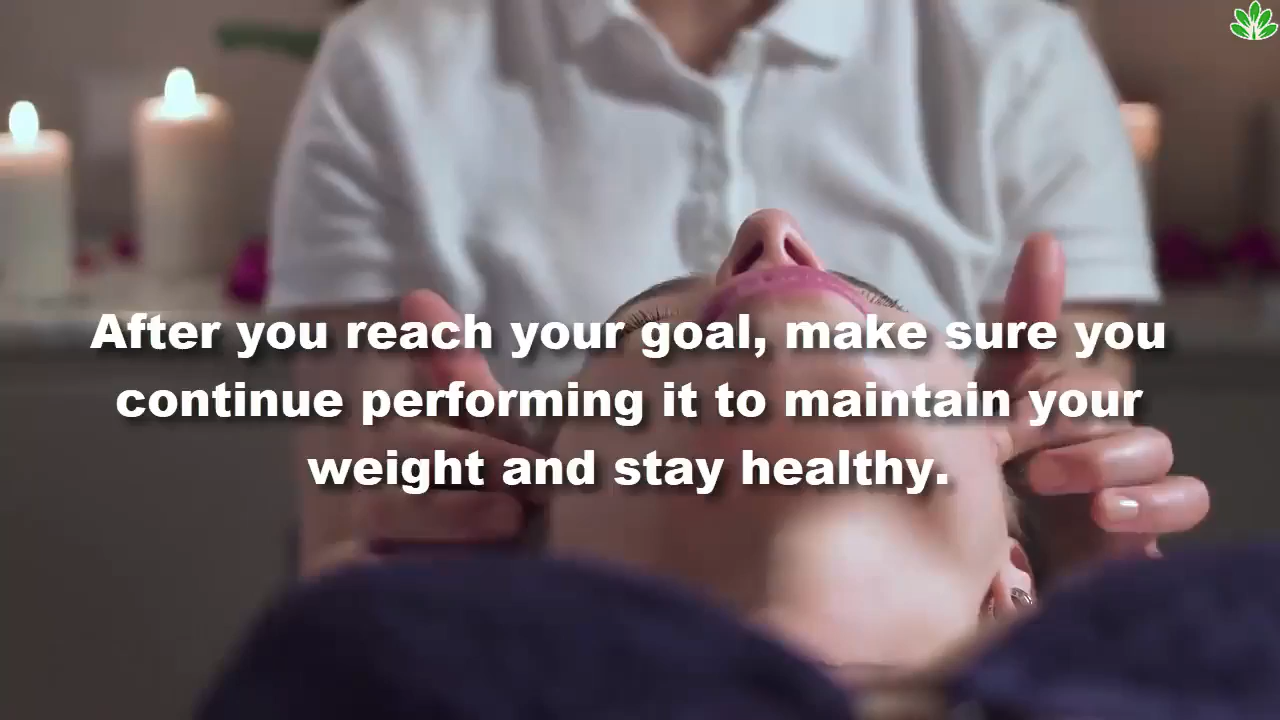 After you reach your goal, make sure you
continue performing it to maintain your
weight and stay healthy.